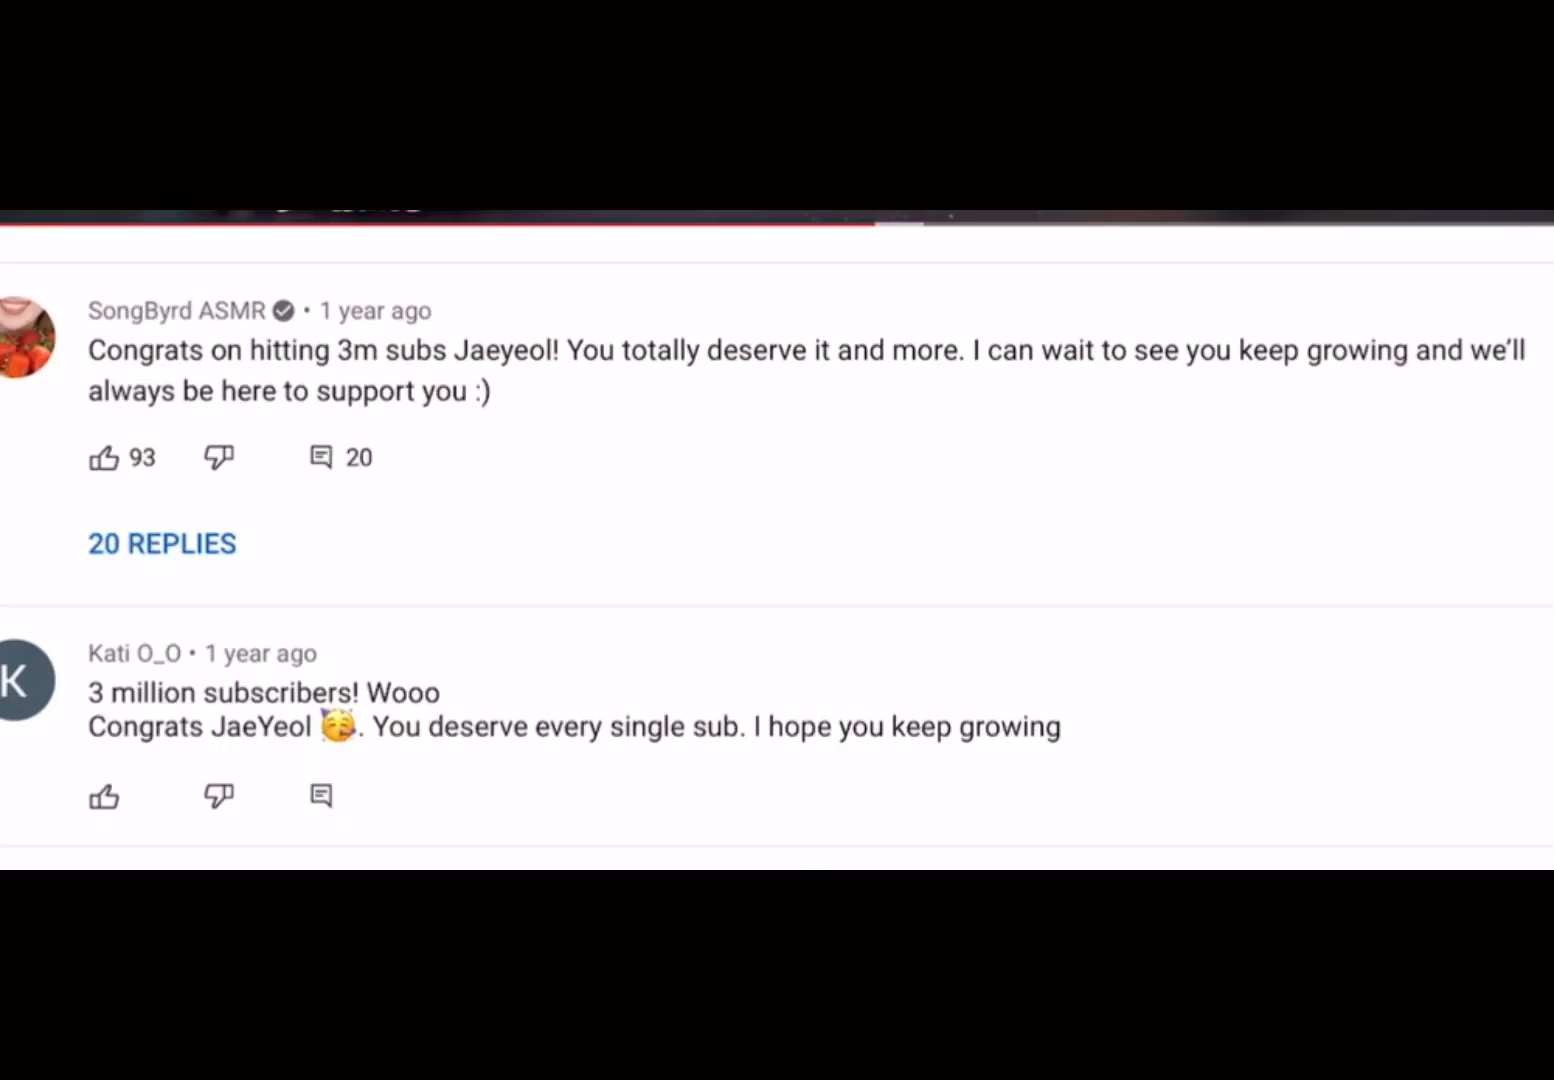 SongByrd ASMR • 1 year ago
Congrats on hitting 3m subs Jaeyeol! You totally deserve it and more. I can wait to see you keep growing and we'll
always be here to support you :)
93 20
20 REPLIES
K
Kati O_O • 1 year ago
3 million subscribers! Wooo
Congrats JaeYeol 🥳. You deserve every single sub. I hope you keep growing